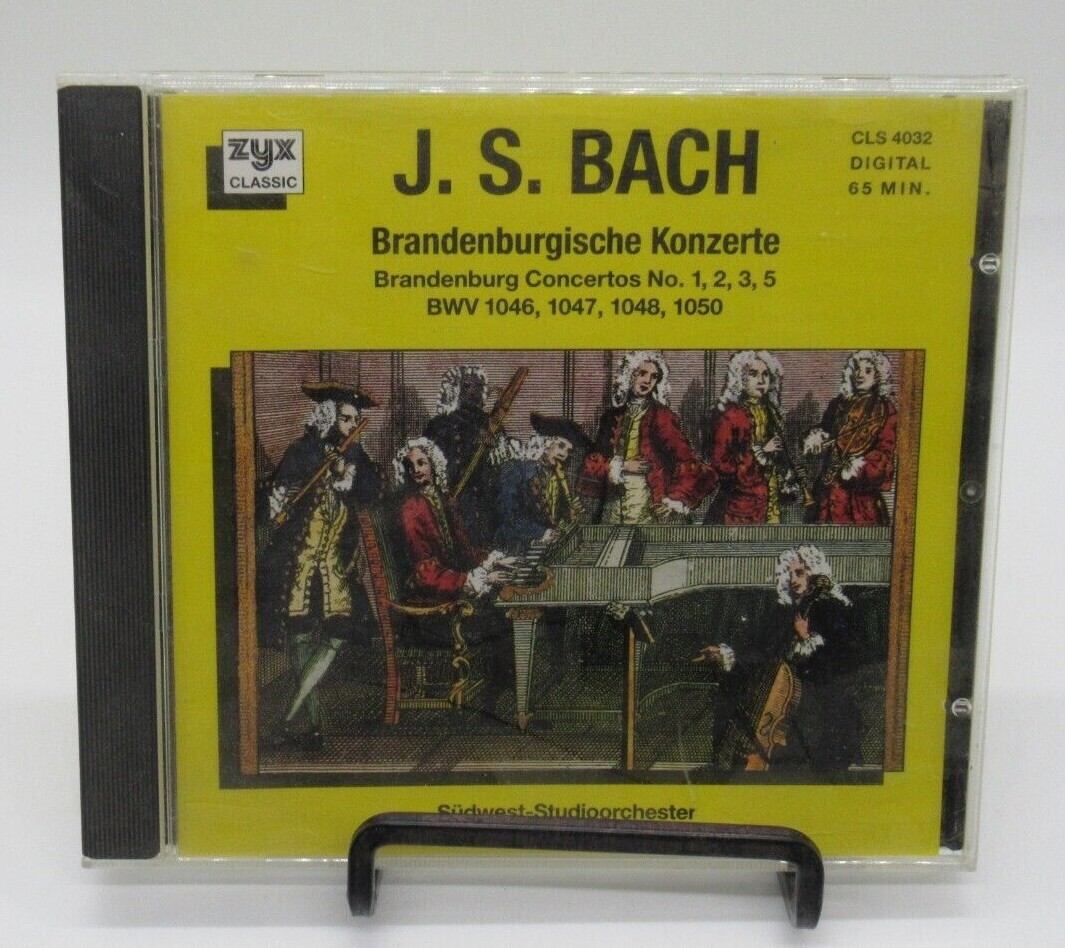 zyx
CLASSIC
J. S. BACH
CLS 4032
DIGITAL
65 MIN.
Brandenburgische Konzerte
Brandenburg Concertos No. 1, 2, 3, 5
BWV 1046, 1047, 1048, 1050
Südwest-Studioorchester